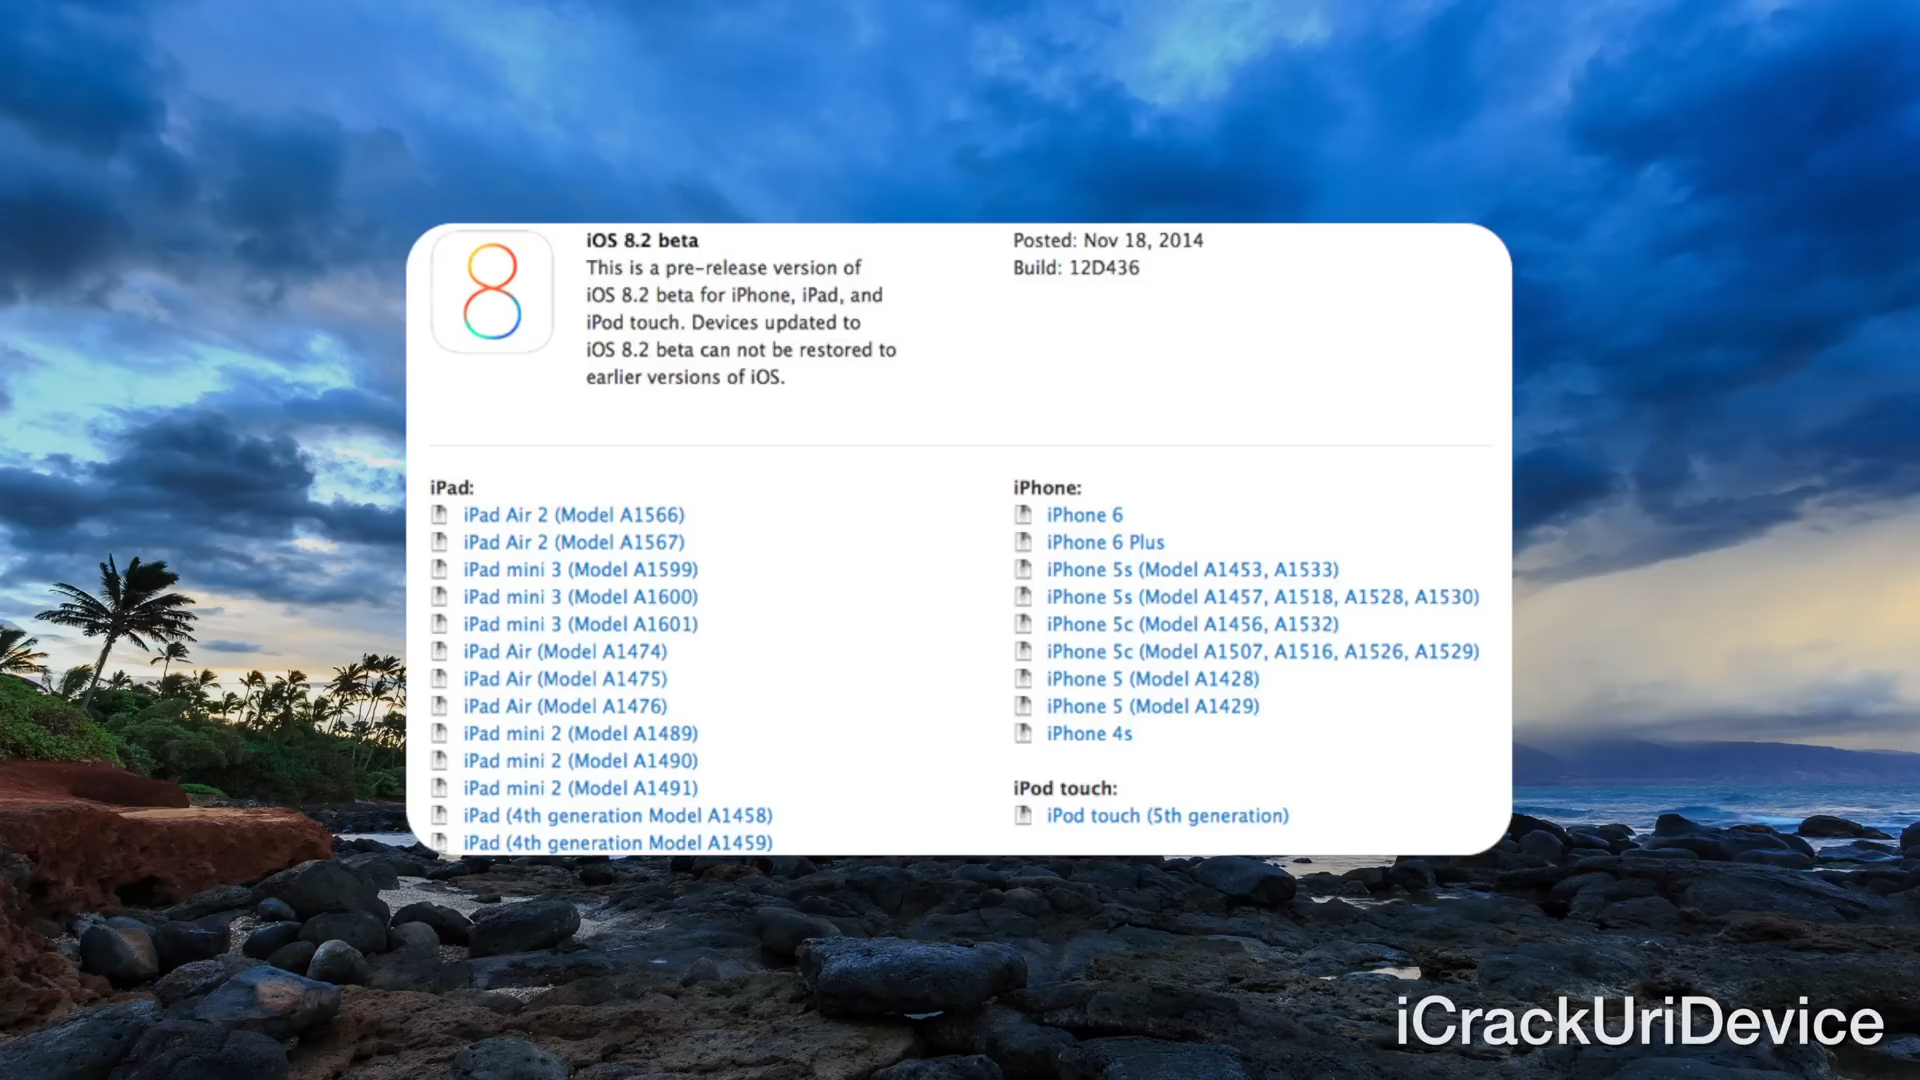 iOS 8.2 beta
This is a pre-release version of
iOS 8.2 beta for iPhone, iPad, and
iPod touch. Devices updated to
iOS 8.2 beta can not be restored to
earlier versions of iOS.
Posted: Nov 18, 2014
Build: 12D436
iPad:
iPad Air 2 (Model A1566)
iPad Air 2 (Model A1567)
iPad mini 3 (Model A1599)
iPad mini 3 (Model A1600)
iPad mini 3 (Model A1601)
iPad Air (Model A1474)
iPad Air (Model A1475)
iPad Air (Model A1476)
iPad mini 2 (Model A1489)
iPad mini 2 (Model A1490)
iPad mini 2 (Model A1491)
iPad (4th generation Model A1458)
iPad (4th generation Model A1459)
iPhone:
iPhone 6
iPhone 6 Plus
iPhone 5s (Model A1453, A1533)
iPhone 5s (Model A1457, A1518, A1528, A1530)
iPhone 5c (Model A1456, A1532)
iPhone 5c (Model A1507, A1516, A1526, A1529)
iPhone 5 (Model A1428)
iPhone 5 (Model A1429)
iPhone 4s
iPod touch:
iPod touch (5th generation)
8
iCrackUriDevice